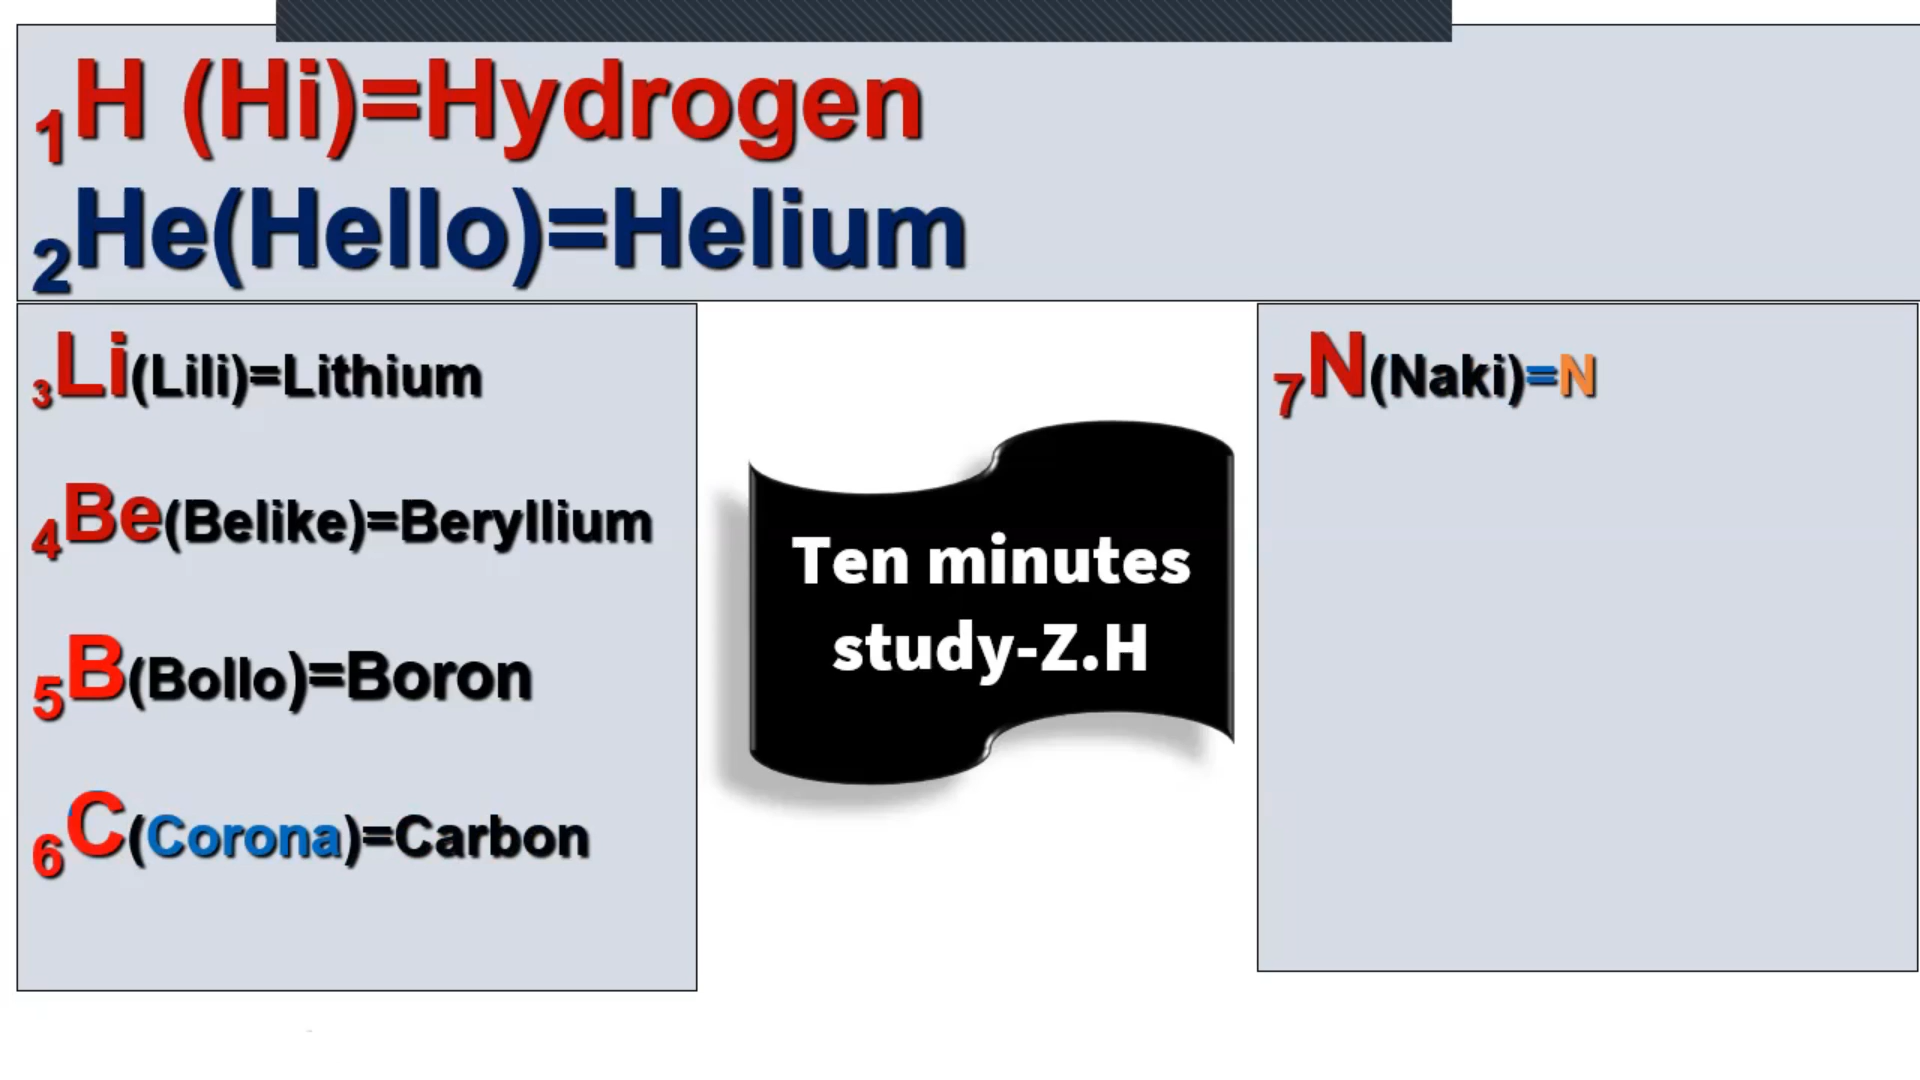 1H (Hi)=Hydrogen
2He(Hello)=Helium
3Li(Lili)=Lithium
4Be(Belike)=Beryllium
5B(Bollo)=Boron
6C(Corona)=Carbon
Ten minutes
study-Z.H
7N(Naki)=N